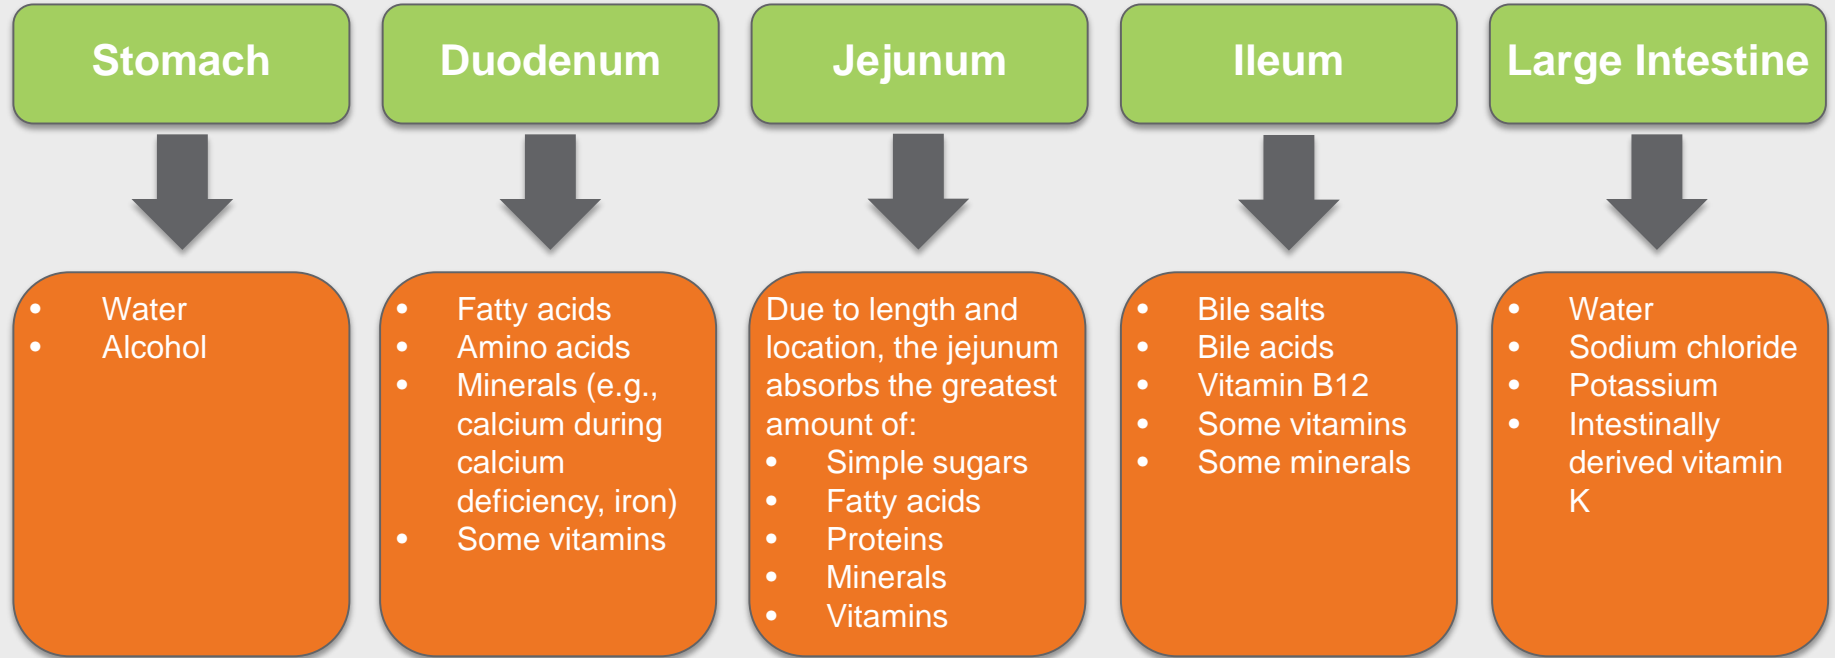 Stomach
Duodenum
Jejunum
Ileum
Large Intestine
• Water
• Alcohol
• Fatty acids
• Amino acids
• Minerals (e.g.,
calcium during
calcium
deficiency, iron)
• Some vitamins
Due to length and
location, the jejunum
absorbs the greatest
amount of:
• Simple sugars
• Fatty acids
• Proteins
• Minerals
• Vitamins
• Bile salts
• Bile acids
• Vitamin B12
• Some vitamins
• Some minerals
• Water
• Sodium chloride
• Potassium
• Intestinally
derived vitamin
K